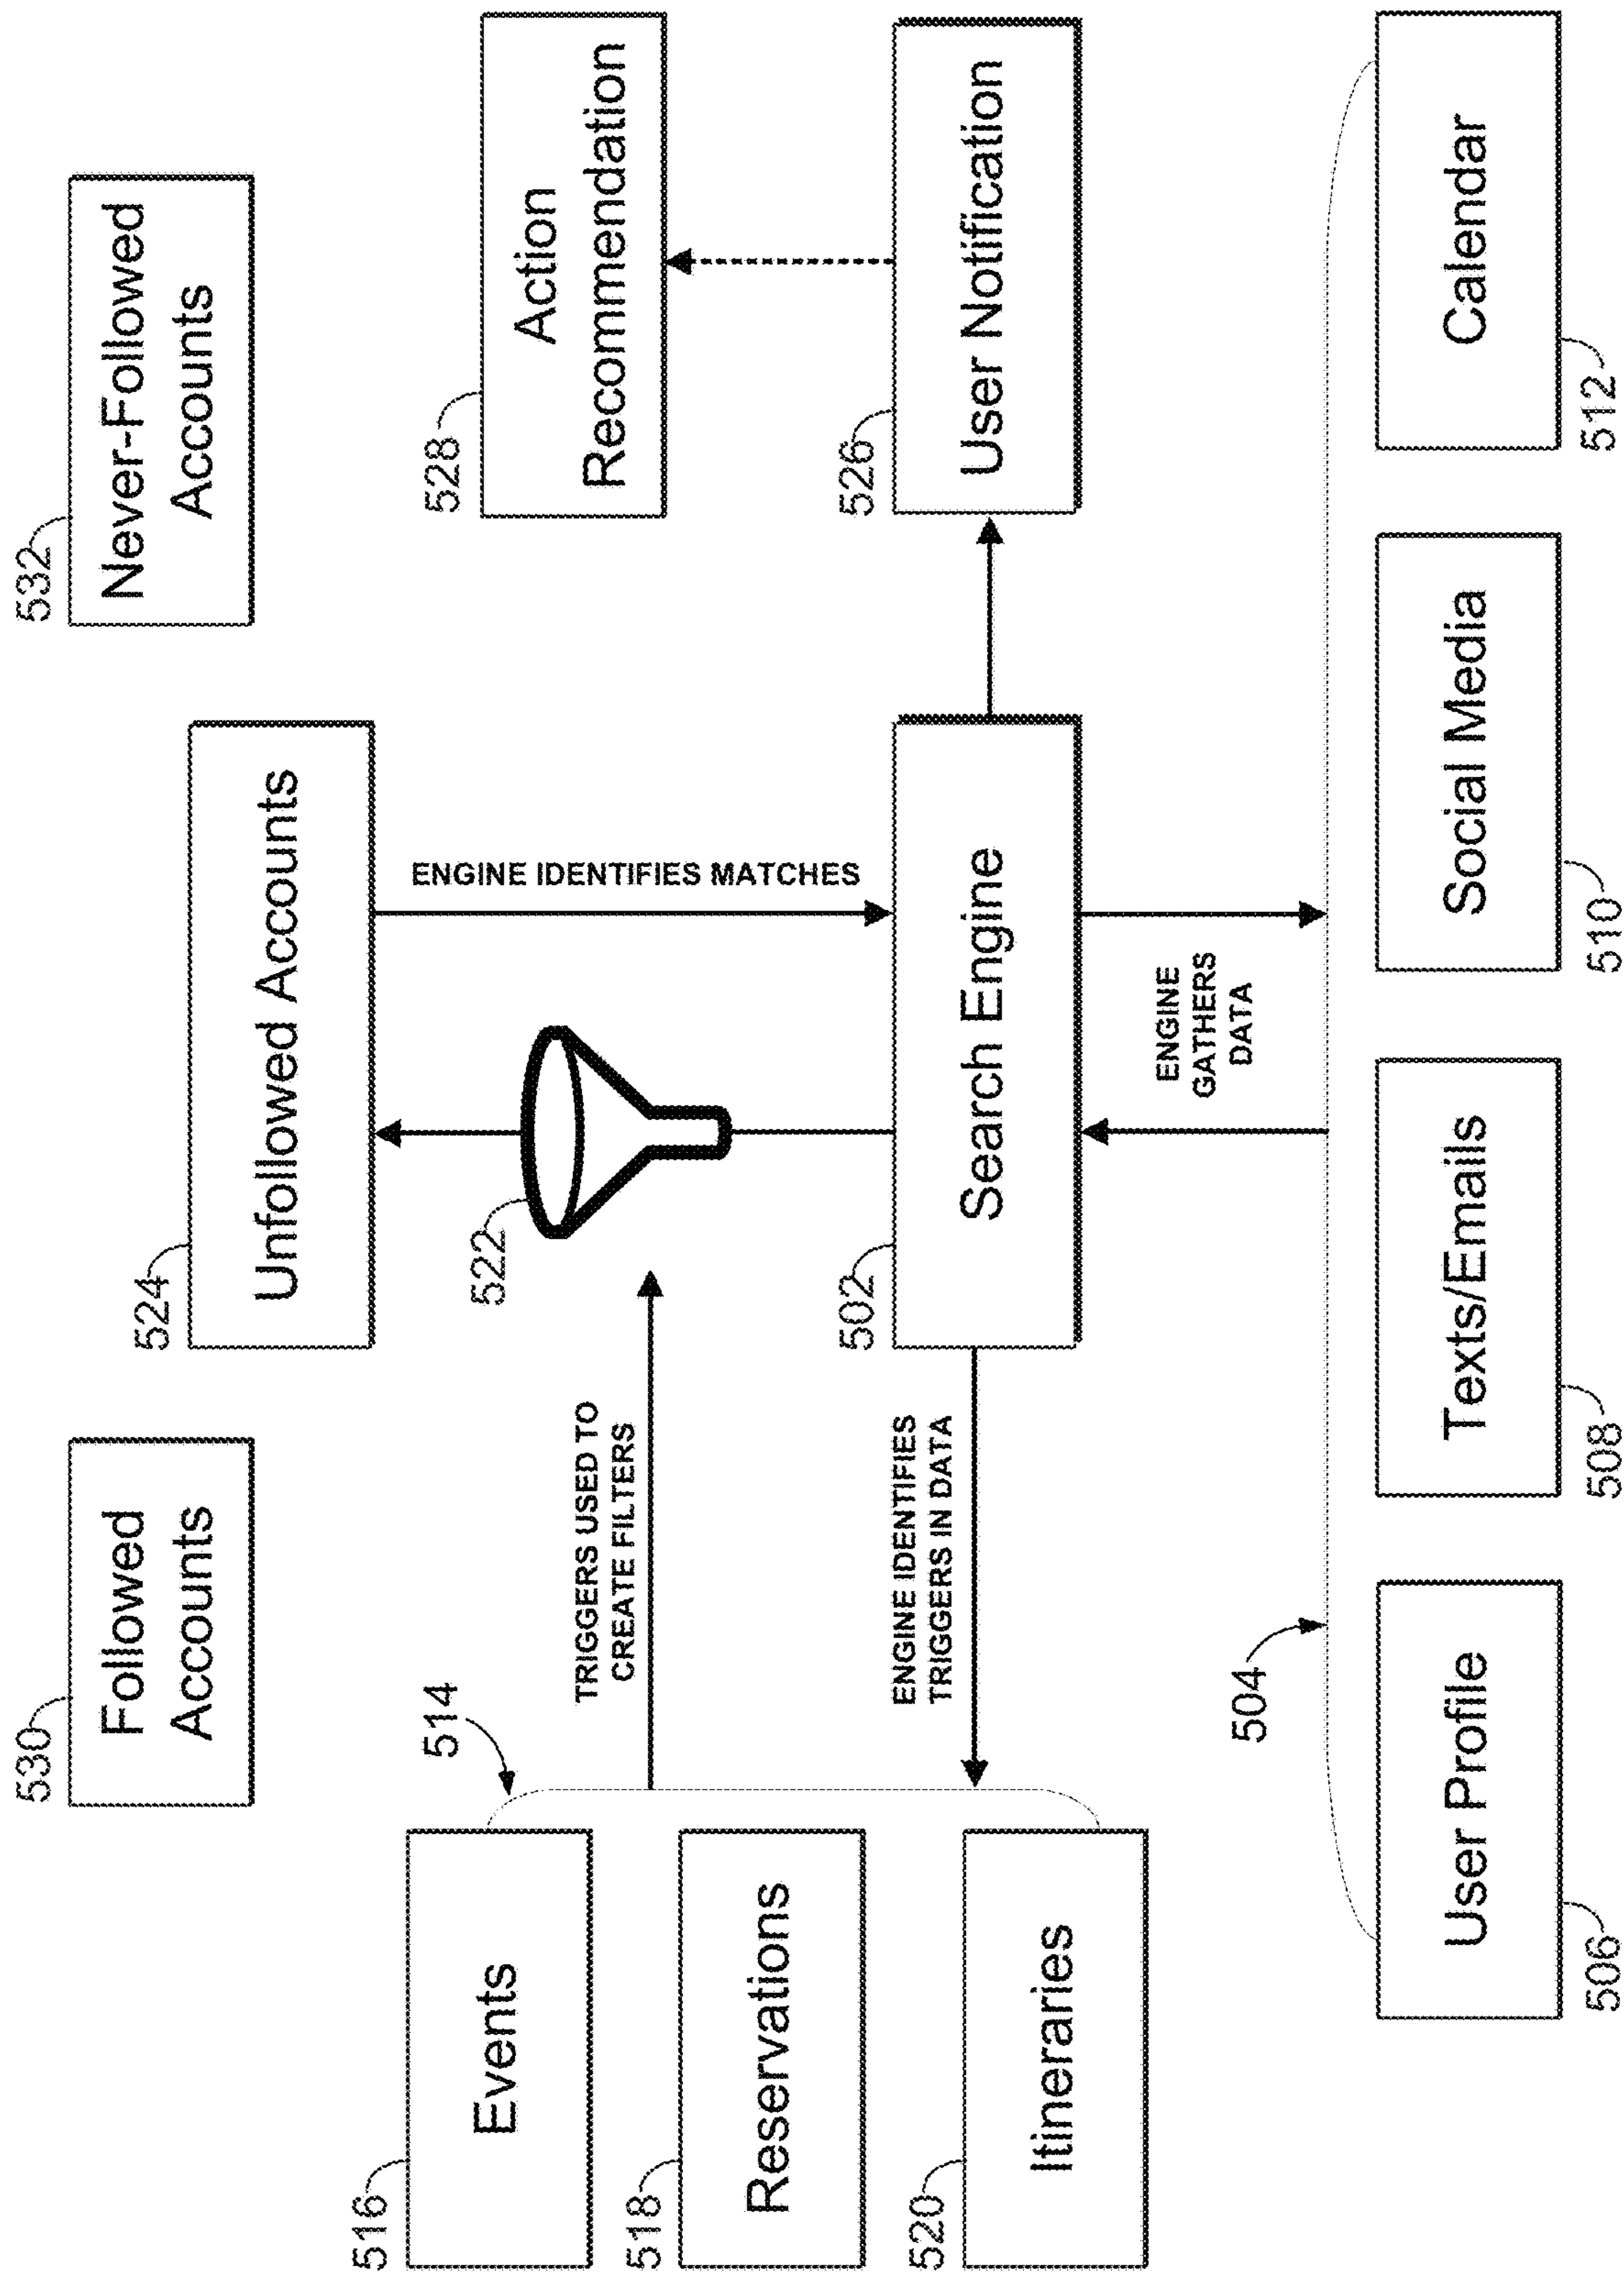 530
Followed
Accounts
524
Unfollowed Accounts
532
Never-Followed
Accounts
514
516
Events
TRIGGERS USED TO
CREATE FILTERS
522
ENGINE IDENTIFIES MATCHES
528
Action
Recommendation
518
Reservations
ENGINE IDENTIFIES
TRIGGERS IN DATA
502
Search Engine
526
User Notification
520
Itineraries
504
ENGINE
GATHERS
DATA
User Profile
Texts/Emails
Social Media
Calendar
506
508
510
512